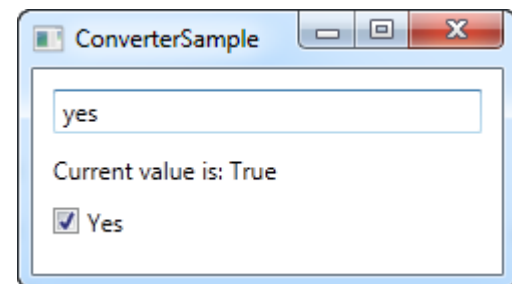 ConverterSample
yes
Current value is: True
Yes